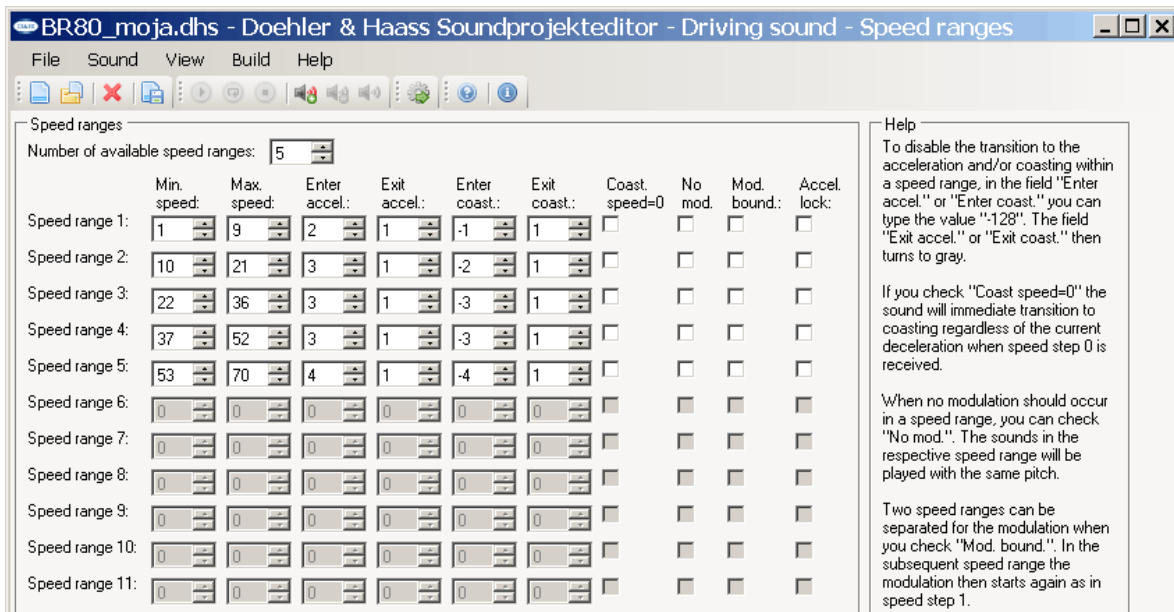 BR80_moja.dhs - Doehler & Haass Soundprojekteditor - Driving sound - Speed ranges
File Sound View Build Help
Speed ranges
Number of available speed ranges: 5
Min. speed: Max. speed: Enter accel.: Exit accel.: Enter coast.: Exit coast.: Coast. speed=0 No mod. Mod. bound.: Accel. lock:
Speed range 1: 1 9 2 1 -1 1
Speed range 2: 10 21 3 1 -2 1
Speed range 3: 22 36 3 1 -3 1
Speed range 4: 37 52 3 1 -3 1
Speed range 5: 53 70 4 1 -4 1
Speed range 6: 0 0 0 0 0 0
Speed range 7: 0 0 0 0 0 0
Speed range 8: 0 0 0 0 0 0
Speed range 9: 0 0 0 0 0 0
Speed range 10: 0 0 0 0 0 0
Speed range 11: 0 0 0 0 0 0
Help
To disable the transition to the
acceleration and/or coasting within
a speed range, in the field "Enter
accel." or "Enter coast." you can
type the value "-128". The field
"Exit accel." or "Exit coast." then
turns to gray.
If you check "Coast speed=0" the
sound will immediate transition to
coasting regardless of the current
deceleration when speed step 0 is
received.
When no modulation should occur
in a speed range, you can check
"No mod.". The sounds in the
respective speed range will be
played with the same pitch.
Two speed ranges can be
separated for the modulation when
you check "Mod. bound.". In the
subsequent speed range the
modulation then starts again as in
speed step 1.